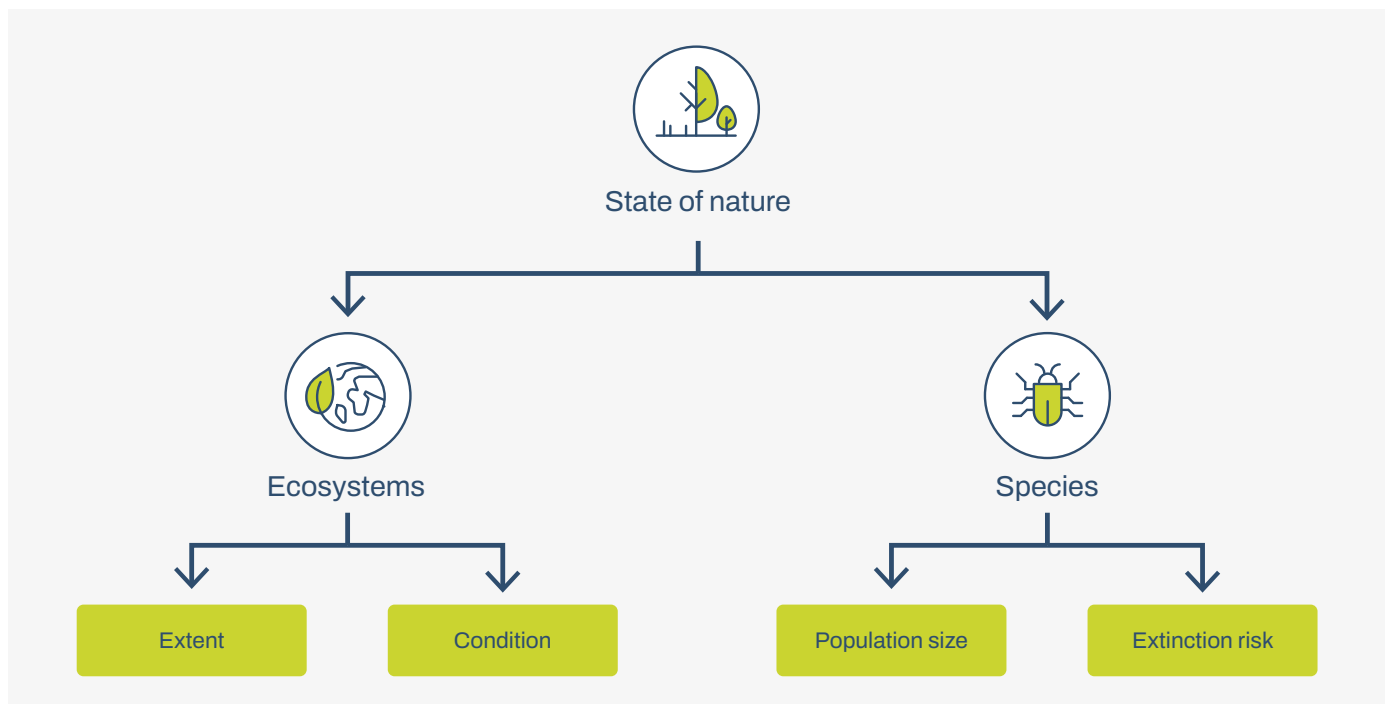 State of nature
Ecosystems
Species
Extent
Condition
Population size
Extinction risk